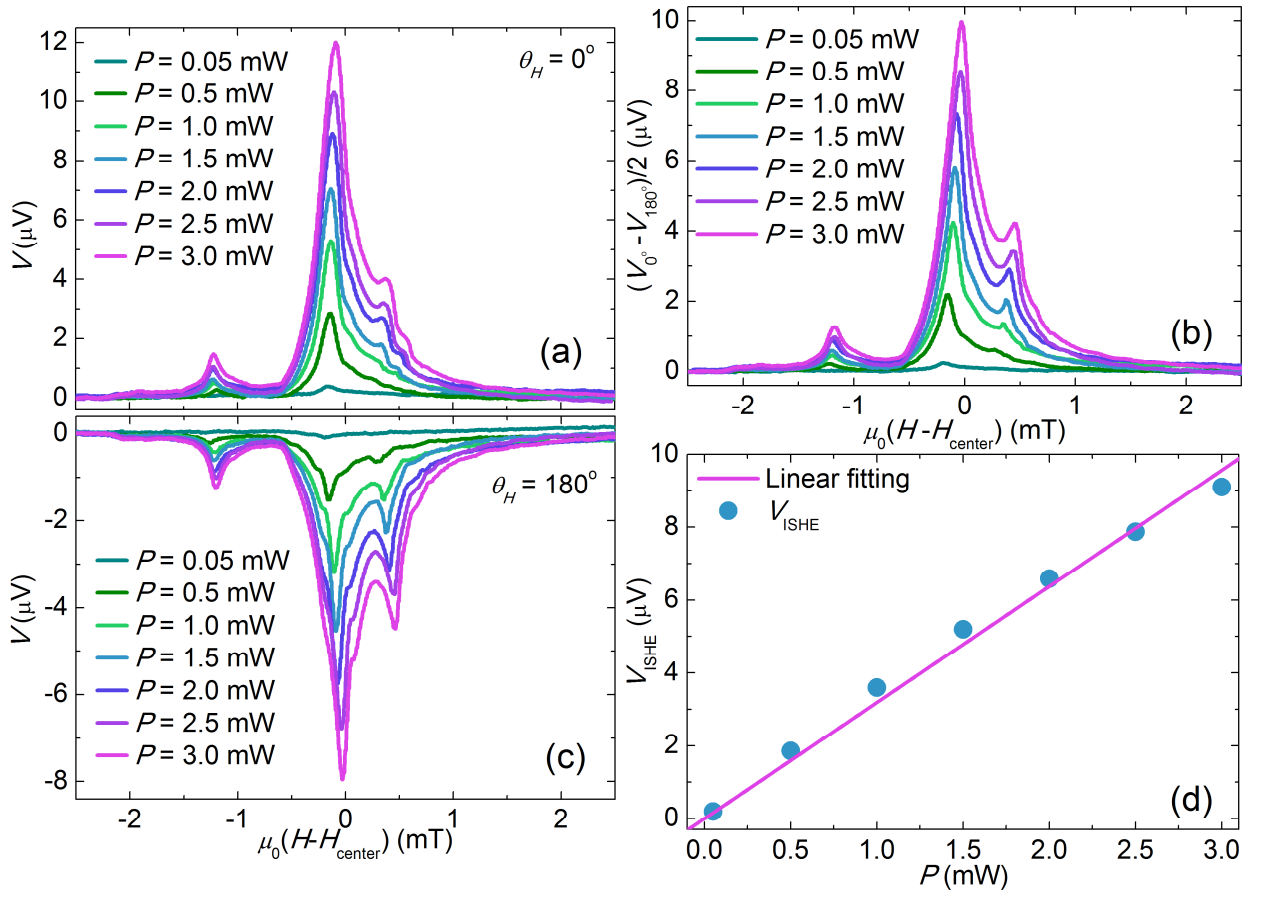 12
10
8
6
4
2
0
V (μV)
P = 0.05 mW
P = 0.5 mW
P = 1.0 mW
P = 1.5 mW
P = 2.0 mW
P = 2.5 mW
P = 3.0 mW
θH = 0°
(a)
0
-2
-4
-6
-8
V (μV)
θH = 180°
P = 0.05 mW
P = 0.5 mW
P = 1.0 mW
P = 1.5 mW
P = 2.0 mW
P = 2.5 mW
P = 3.0 mW
(c)
-2 -1 0 1 2
μ0(H-Hcenter) (mT)
10
8
6
4
2
0
(V0° - V180°)/2 (μV)
P = 0.05 mW
P = 0.5 mW
P = 1.0 mW
P = 1.5 mW
P = 2.0 mW
P = 2.5 mW
P = 3.0 mW
(b)
-2 -1 0 1 2
μ0(H-Hcenter) (mT)
10
8
6
4
2
0
VISHE (μV)
Linear fitting
VISHE
(d)
0.0 0.5 1.0 1.5 2.0 2.5 3.0
P (mW)